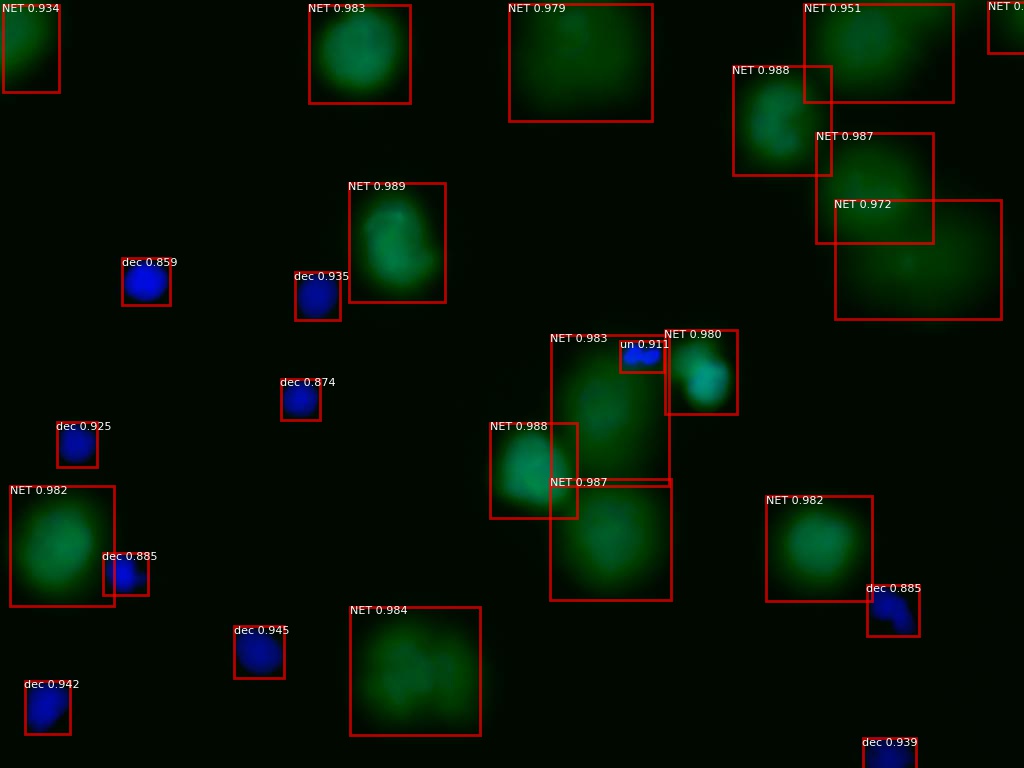 NET 0.934
NET 0.983
NET 0.979
NET 0.951
NET 0.
NET 0.988
NET 0.987
NET 0.989
NET 0.972
dec 0.859
dec 0.935
NET 0.983
NET 0.980
un 0.911
dec 0.874
dec 0.925
NET 0.988
NET 0.982
NET 0.987
NET 0.982
dec 0.885
dec 0.885
NET 0.984
dec 0.945
dec 0.942
dec 0.939